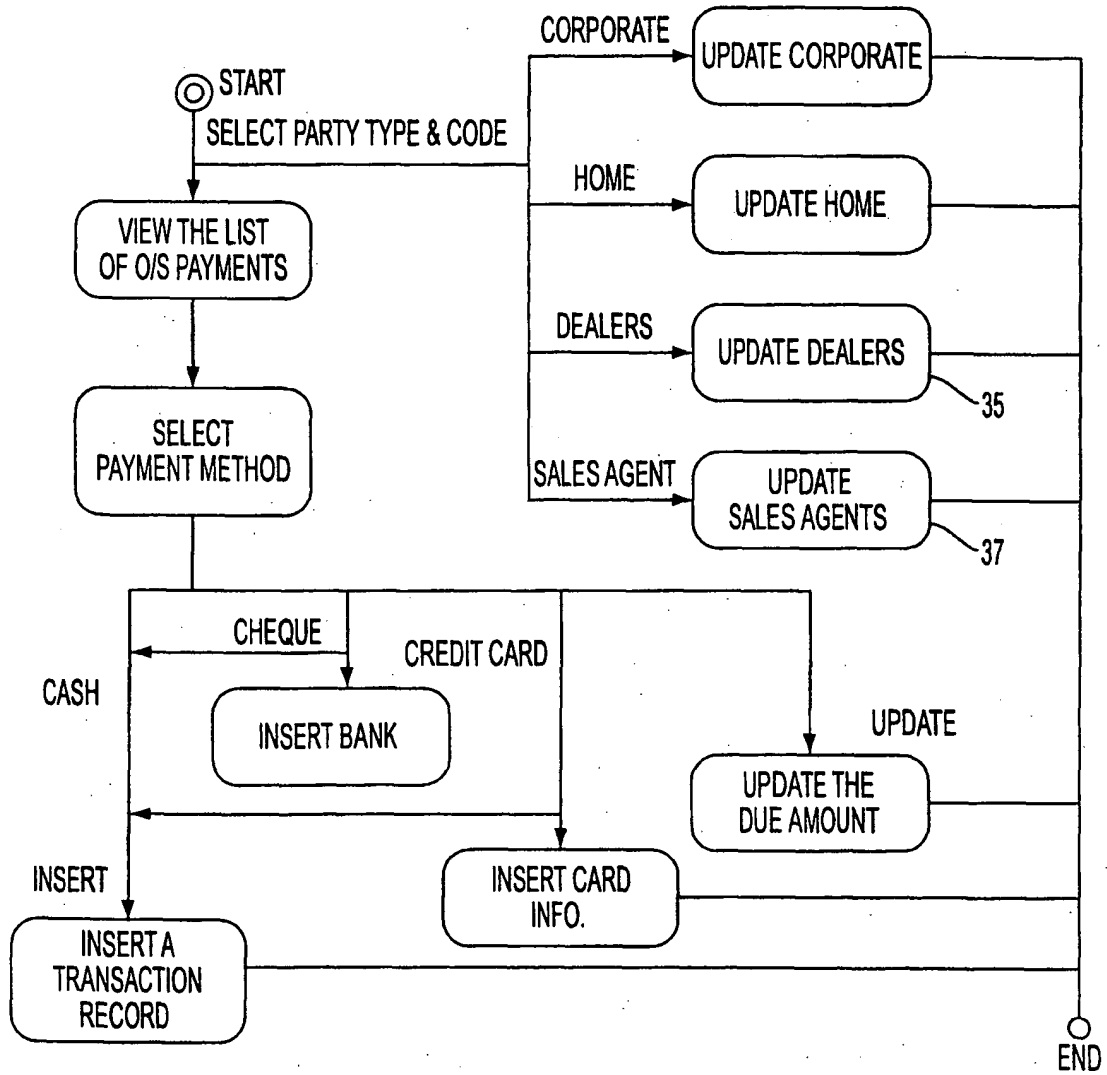 START
SELECT PARTY TYPE & CODE
VIEW THE LIST
OF O/S PAYMENTS
SELECT
PAYMENT METHOD
CORPORATE
UPDATE CORPORATE
HOME
UPDATE HOME
DEALERS
UPDATE DEALERS
35
SALES AGENT
UPDATE
SALES AGENTS
37
CHEQUE
CREDIT CARD
CASH
INSERT BANK
UPDATE
UPDATE THE
DUE AMOUNT
INSERT
INSERT CARD
INFO.
INSERT A
TRANSACTION
RECORD
END